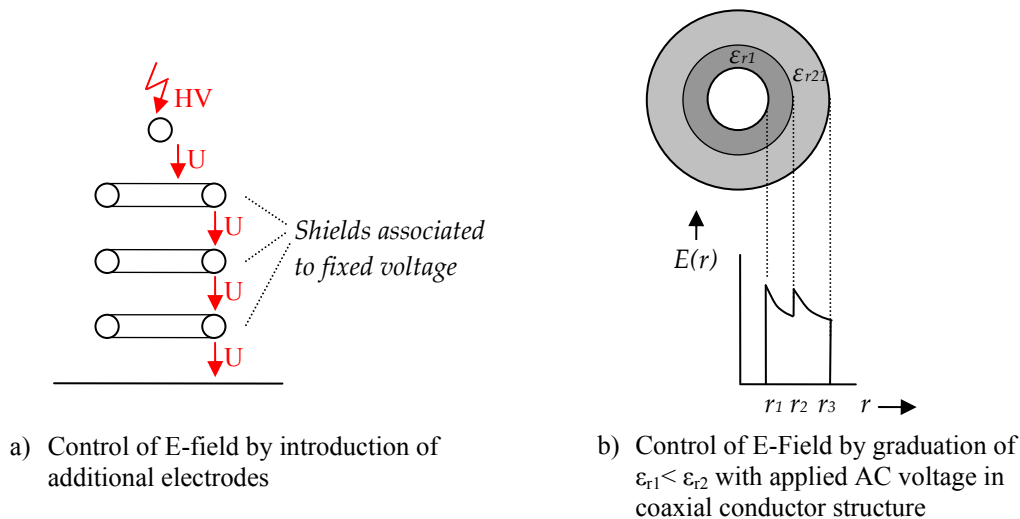 HV
U
U
U
U
Shields associated
to fixed voltage
a) Control of E-field by introduction of
additional electrodes
εr1
εr21
E(r)
r1 r2 r3 r
b) Control of E-Field by graduation of
εr1< εr2 with applied AC voltage in
coaxial conductor structure